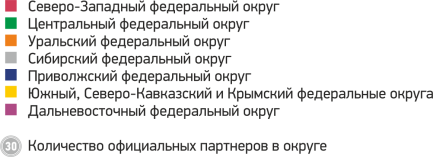 Северо-Западный федеральный округ
Центральный федеральный округ
Уральский федеральный округ
Сибирский федеральный округ
Приволжский федеральный округ
Южный, Северо-Кавказский и Крымский федеральные округа
Дальневосточный федеральный округ
30 Количество официальных партнеров в округе